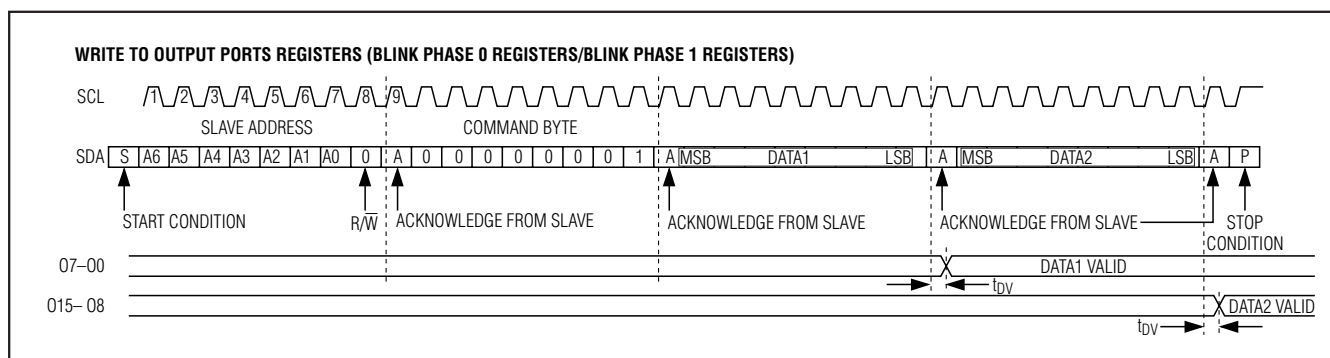 WRITE TO OUTPUT PORTS REGISTERS (BLINK PHASE 0 REGISTERS/BLINK PHASE 1 REGISTERS)
SCL 1 2 3 4 5 6 7 8 9
SLAVE ADDRESS COMMAND BYTE
SDA S A6 A5 A4 A3 A2 A1 A0 0 A 0 0 0 0 0 0 0 1 A MSB DATA1 LSB A MSB DATA2 LSB A P
START CONDITION R/W̅ ACKNOWLEDGE FROM SLAVE ACKNOWLEDGE FROM SLAVE ACKNOWLEDGE FROM SLAVE STOP
CONDITION
O7–O0 DATA1 VALID
tDV
O15– O8 DATA2 VALID
tDV